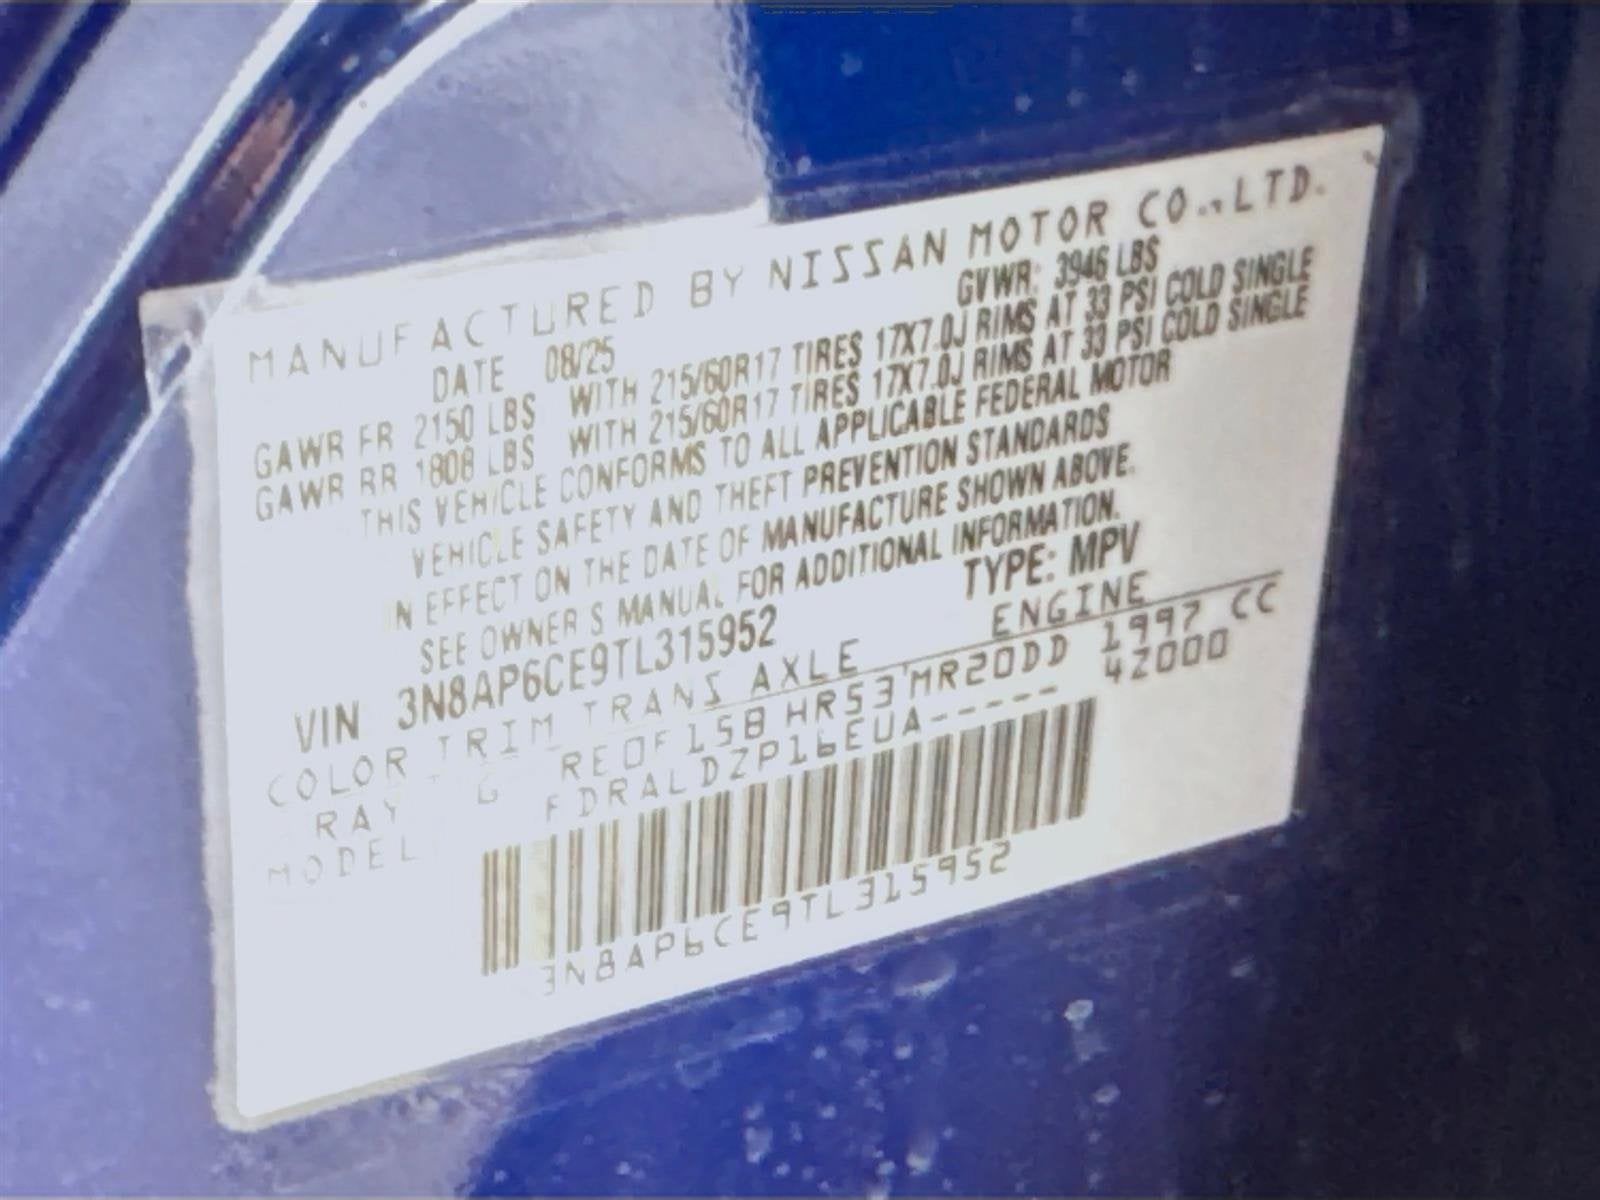 MANUFACTURED BY NISSAN MOTOR CO.,LTD.
DATE 08/25 GVWR: 3946 LBS
GAWR FR 2150 LBS WITH 215/60R17 TIRES 17X7.0J RIMS AT 33 PSI COLD SINGLE
GAWR RR 1808 LBS WITH 215/60R17 TIRES 17X7.0J RIMS AT 33 PSI COLD SINGLE
THIS VEHICLE CONFORMS TO ALL APPLICABLE FEDERAL MOTOR
VEHICLE SAFETY AND THEFT PREVENTION STANDARDS
IN EFFECT ON THE DATE OF MANUFACTURE SHOWN ABOVE.
SEE OWNER'S MANUAL FOR ADDITIONAL INFORMATION.
VIN 3N8AP6CE9TL315952 TYPE: MPV
COLOR TRIM TRANS AXLE ENGINE
RAY G RE0F15B HR53 MR20DD 1997 CC
MODEL FDRALDZP16EUA----- 4Z000
3N8AP6CE9TL315952